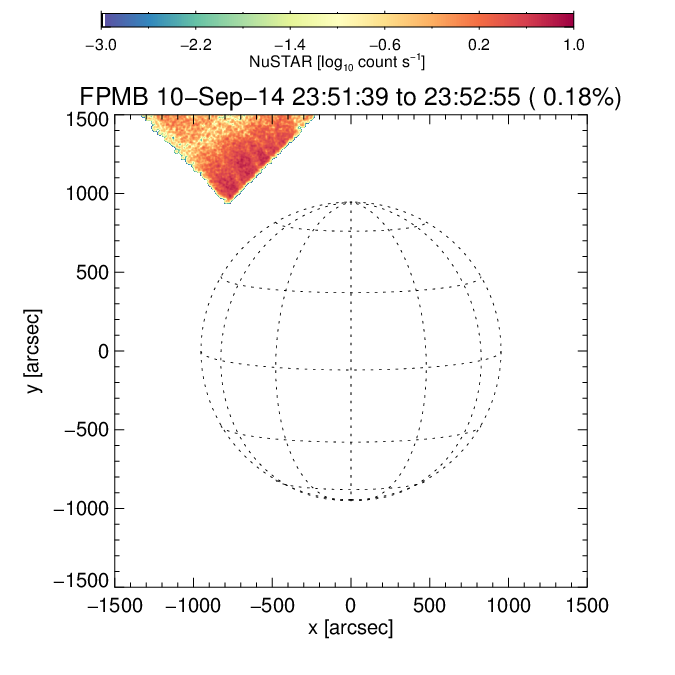 −3.0 −2.2 −1.4 −0.6 0.2 1.0
NuSTAR [log₁₀ count s⁻¹]
FPMB 10−Sep−14 23:51:39 to 23:52:55 ( 0.18%)
1500
1000
500
0
−500
−1000
−1500
y [arcsec]
−1500 −1000 −500 0 500 1000 1500
x [arcsec]